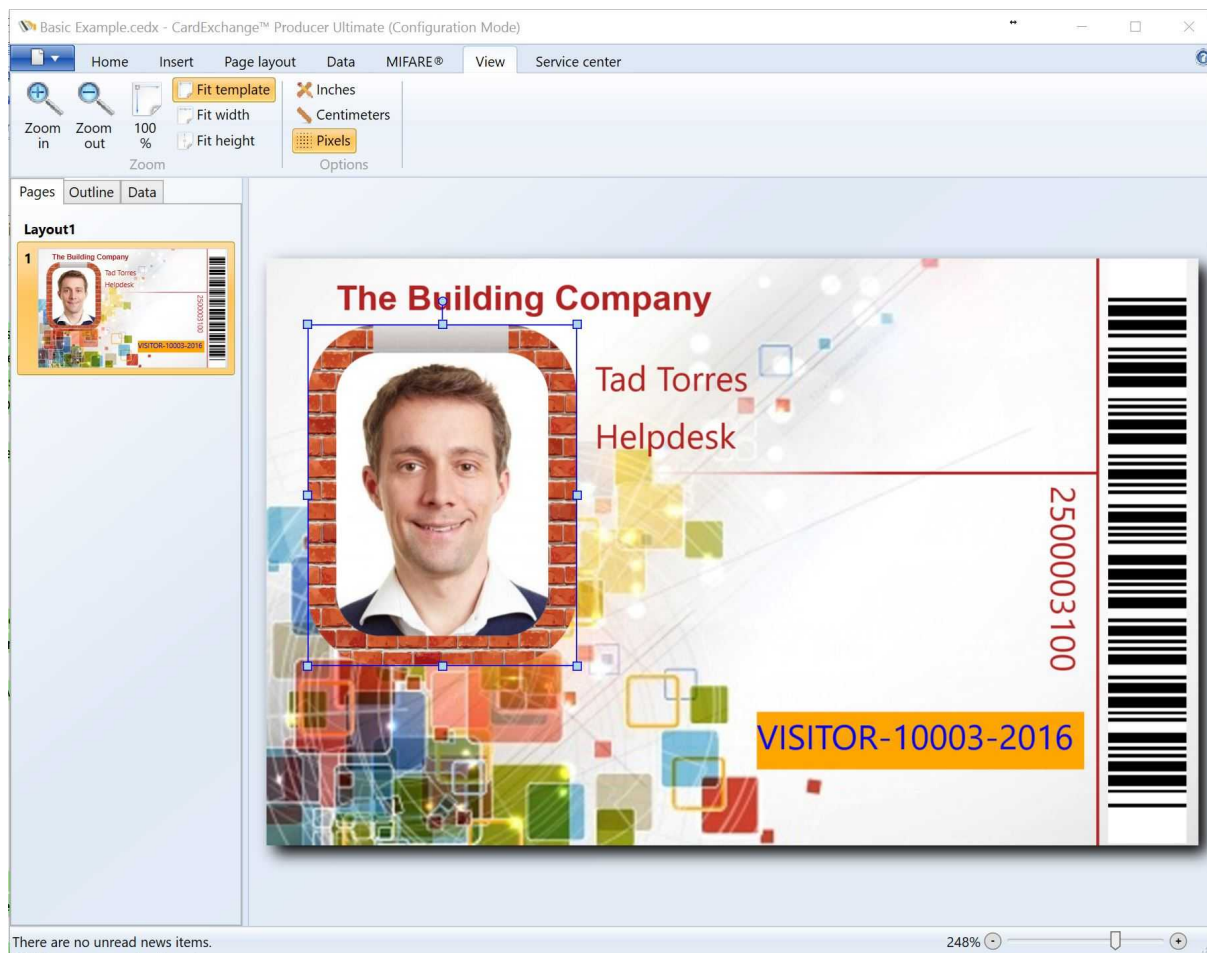 Basic Example.cedx - CardExchange™ Producer Ultimate (Configuration Mode)
Home Insert Page layout Data MIFARE® View Service center
Zoom in
Zoom out
100 %
Fit template
Fit width
Fit height
Zoom
Inches
Centimeters
Pixels
Options
Pages Outline Data
Layout1
1
The Building Company
Tad Torres
Helpdesk
2500003100
VISITOR-10003-2016
The Building Company
Tad Torres
Helpdesk
2500003100
VISITOR-10003-2016
There are no unread news items.
248%